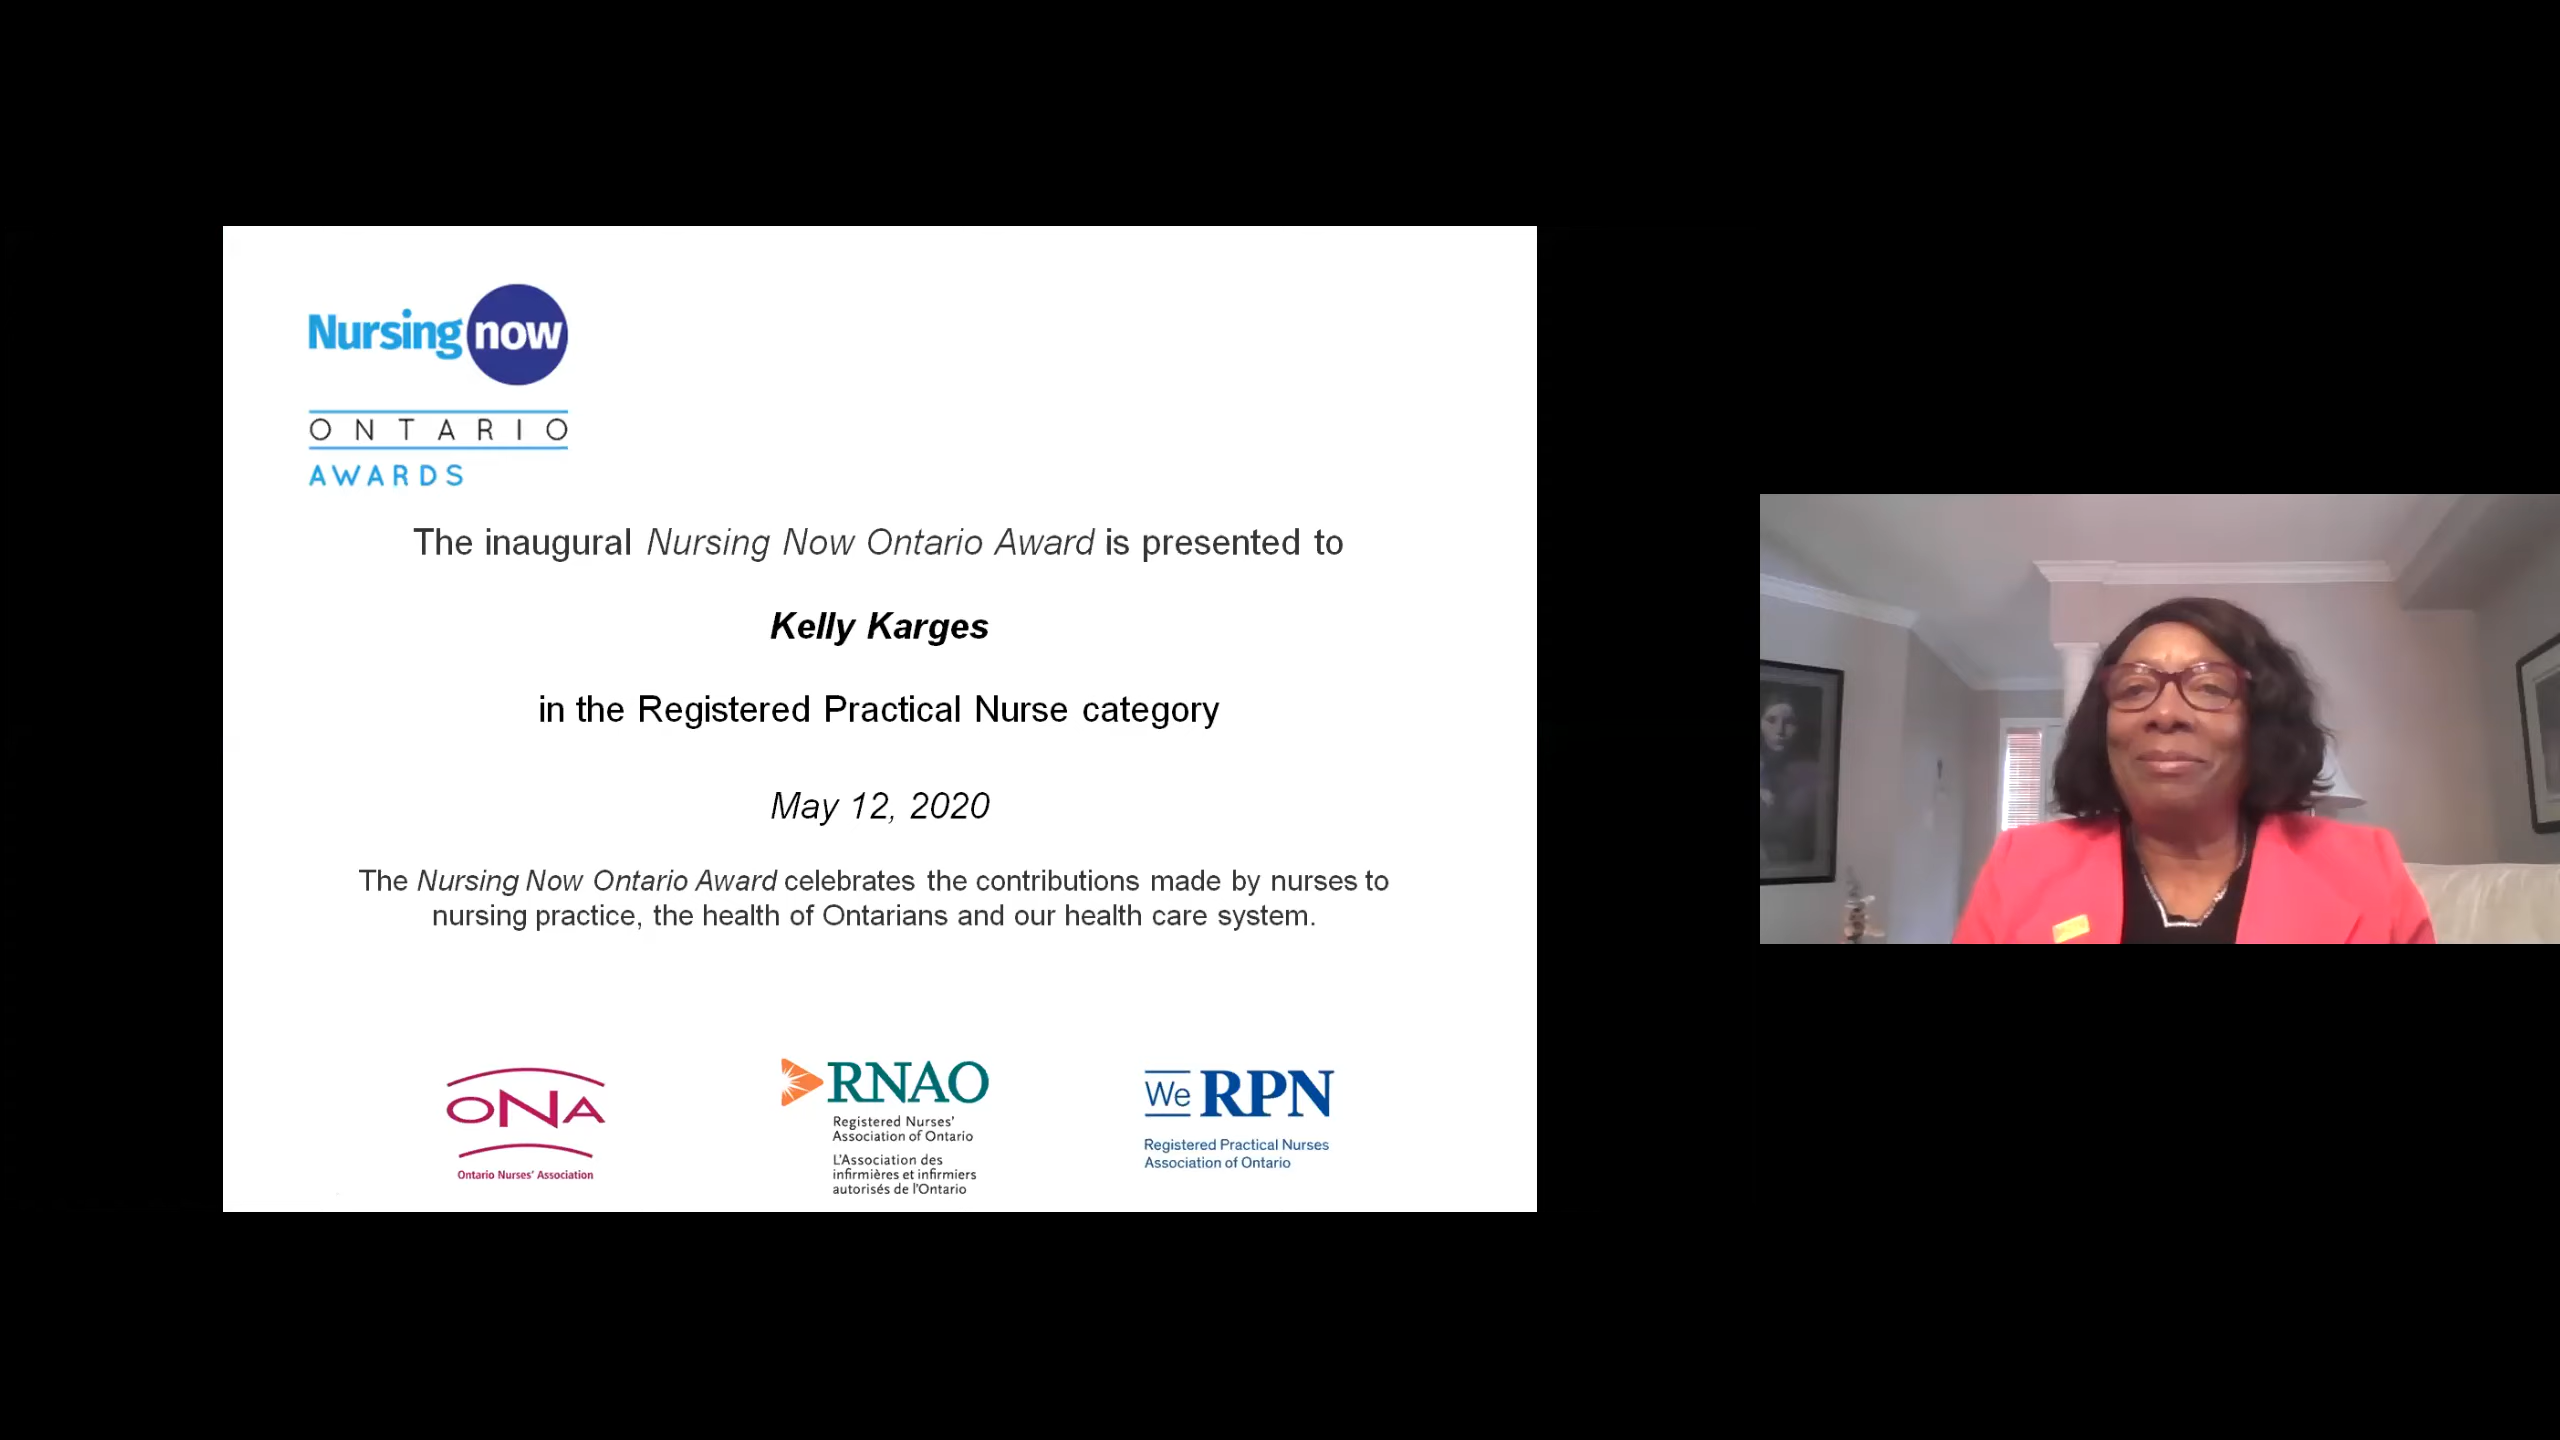 Nursing now
ONTARIO
AWARDS
The inaugural Nursing Now Ontario Award is presented to
Kelly Karges
in the Registered Practical Nurse category
May 12, 2020
The Nursing Now Ontario Award celebrates the contributions made by nurses to
nursing practice, the health of Ontarians and our health care system.
ONA
Ontario Nurses' Association
RNAO
Registered Nurses'
Association of Ontario
L'Association des
infirmières et infirmiers
autorisés de l'Ontario
We RPN
Registered Practical Nurses
Association of Ontario